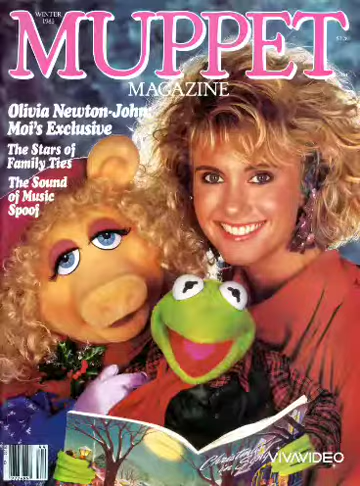 WINTER
MUPPET
MAGAZINE
Olivia Newton-John:
Moi's Exclusive
The Stars of
Family Ties
The Sound
of Music
Spoof
VIVAVIDEO